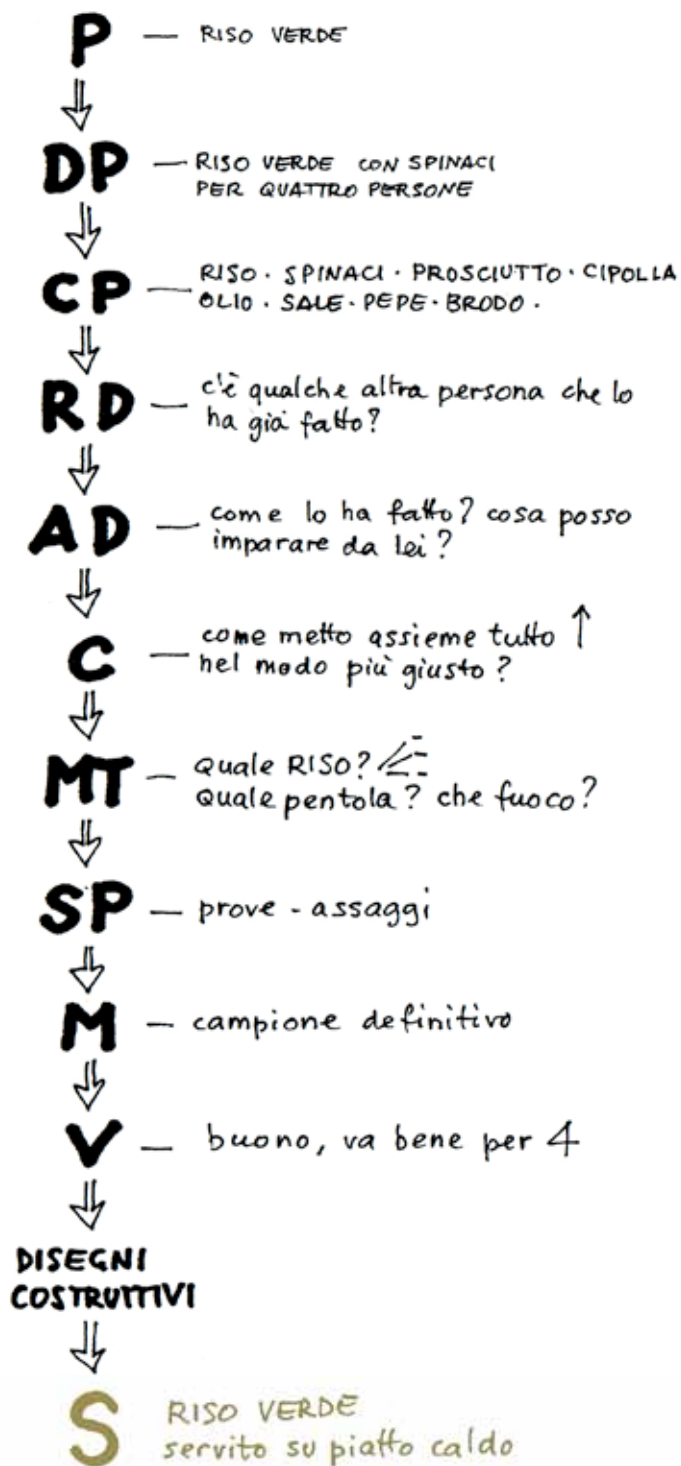 P — RISO VERDE
DP — RISO VERDE CON SPINACI
PER QUATTRO PERSONE
CP — RISO · SPINACI · PROSCIUTTO · CIPOLLA
OLIO · SALE · PEPE · BRODO ·
RD — c'è qualche altra persona che lo
ha già fatto?
AD — come lo ha fatto? cosa posso
imparare da lei?
C — come metto assieme tutto ↑
nel modo più giusto?
MT — quale RISO?
quale pentola? che fuoco?
SP — prove - assaggi
M — campione definitivo
V — buono, va bene per 4
DISEGNI
COSTRUTTIVI
S RISO VERDE
servito su piatto caldo